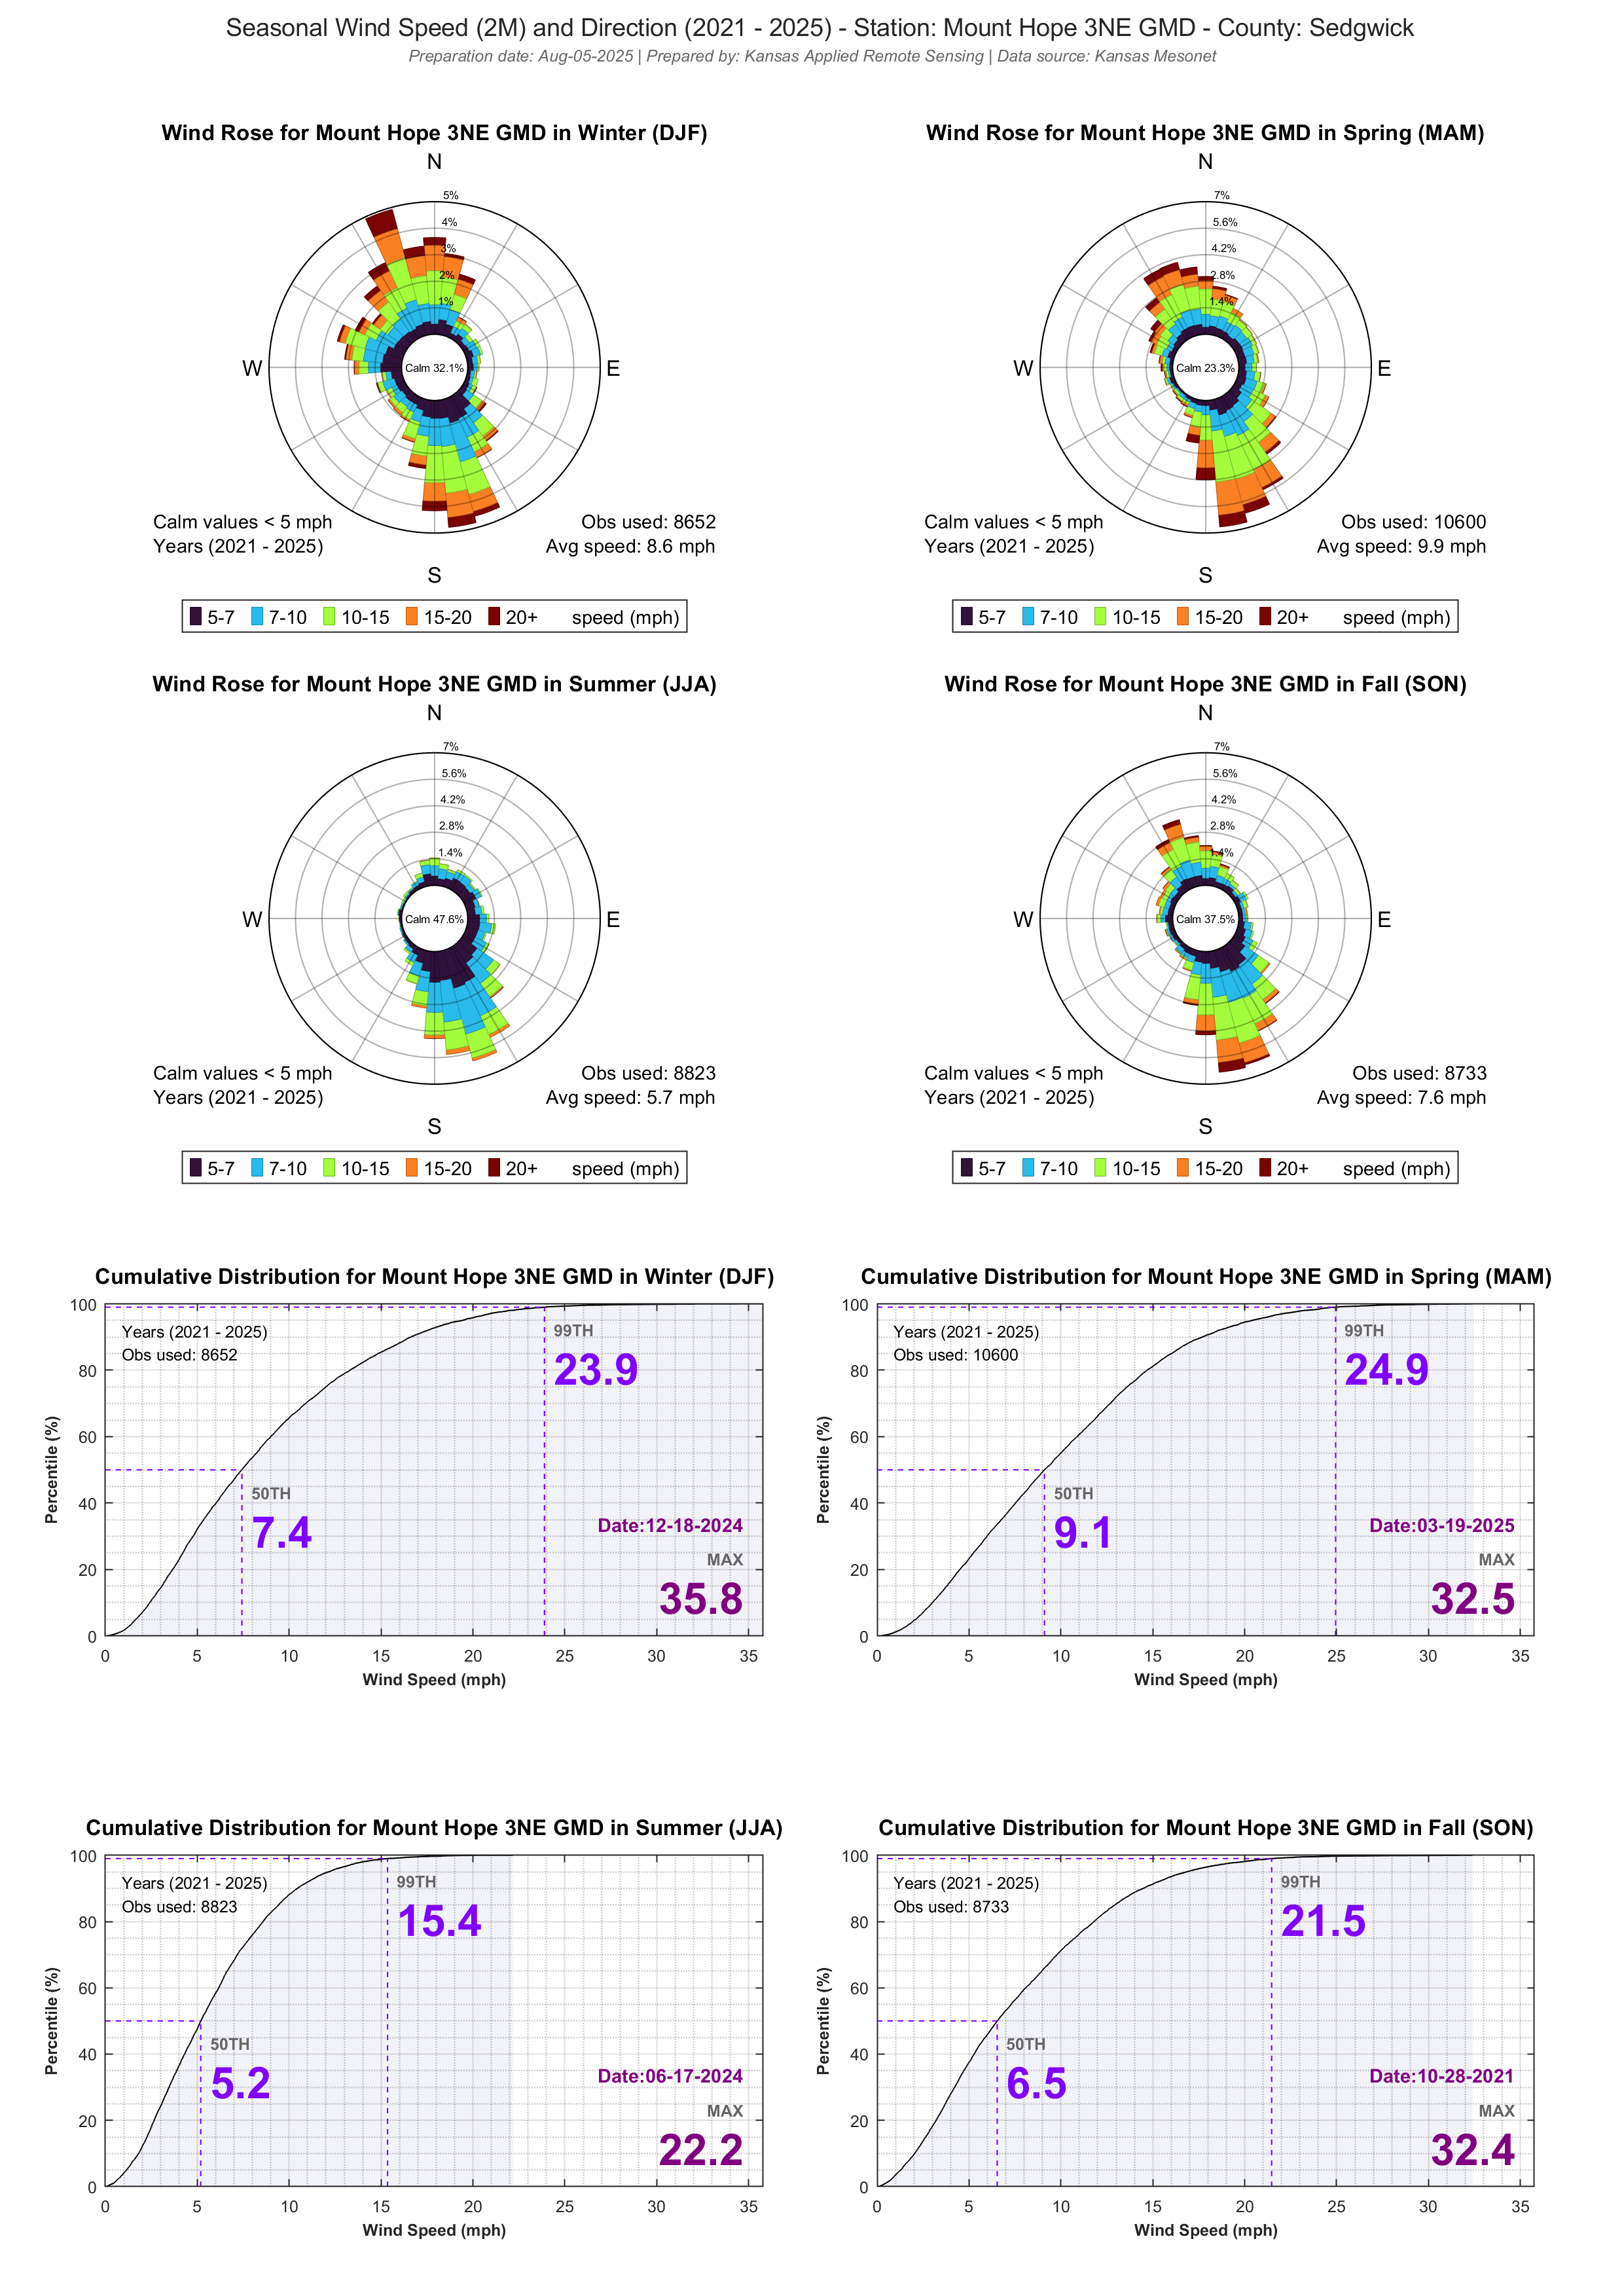 Seasonal Wind Speed (2M) and Direction (2021 - 2025) - Station: Mount Hope 3NE GMD - County: Sedgwick
Preparation date: Aug-05-2025 | Prepared by: Kansas Applied Remote Sensing | Data source: Kansas Mesonet
Wind Rose for Mount Hope 3NE GMD in Winter (DJF)
N
5%
4%
3%
2%
1%
W
Calm 32.1%
E
Calm values < 5 mph
Years (2021 - 2025)
Obs used: 8652
Avg speed: 8.6 mph
S
5-7 7-10 10-15 15-20 20+ speed (mph)
Wind Rose for Mount Hope 3NE GMD in Spring (MAM)
N
7%
5.6%
4.2%
2.8%
1.4%
W
Calm 23.3%
E
Calm values < 5 mph
Years (2021 - 2025)
Obs used: 10600
Avg speed: 9.9 mph
S
5-7 7-10 10-15 15-20 20+ speed (mph)
Wind Rose for Mount Hope 3NE GMD in Summer (JJA)
N
7%
5.6%
4.2%
2.8%
1.4%
W
Calm 47.6%
E
Calm values < 5 mph
Years (2021 - 2025)
Obs used: 8823
Avg speed: 5.7 mph
S
5-7 7-10 10-15 15-20 20+ speed (mph)
Wind Rose for Mount Hope 3NE GMD in Fall (SON)
N
7%
5.6%
4.2%
2.8%
1.4%
W
Calm 37.5%
E
Calm values < 5 mph
Years (2021 - 2025)
Obs used: 8733
Avg speed: 7.6 mph
S
5-7 7-10 10-15 15-20 20+ speed (mph)
Cumulative Distribution for Mount Hope 3NE GMD in Winter (DJF)
100
80
60
40
20
0
Percentile (%)
Years (2021 - 2025)
Obs used: 8652
99TH
23.9
50TH
7.4
Date:12-18-2024
MAX
35.8
0 5 10 15 20 25 30 35
Wind Speed (mph)
Cumulative Distribution for Mount Hope 3NE GMD in Spring (MAM)
100
80
60
40
20
0
Percentile (%)
Years (2021 - 2025)
Obs used: 10600
99TH
24.9
50TH
9.1
Date:03-19-2025
MAX
32.5
0 5 10 15 20 25 30 35
Wind Speed (mph)
Cumulative Distribution for Mount Hope 3NE GMD in Summer (JJA)
100
80
60
40
20
0
Percentile (%)
Years (2021 - 2025)
Obs used: 8823
99TH
15.4
50TH
5.2
Date:06-17-2024
MAX
22.2
0 5 10 15 20 25 30 35
Wind Speed (mph)
Cumulative Distribution for Mount Hope 3NE GMD in Fall (SON)
100
80
60
40
20
0
Percentile (%)
Years (2021 - 2025)
Obs used: 8733
99TH
21.5
50TH
6.5
Date:10-28-2021
MAX
32.4
0 5 10 15 20 25 30 35
Wind Speed (mph)